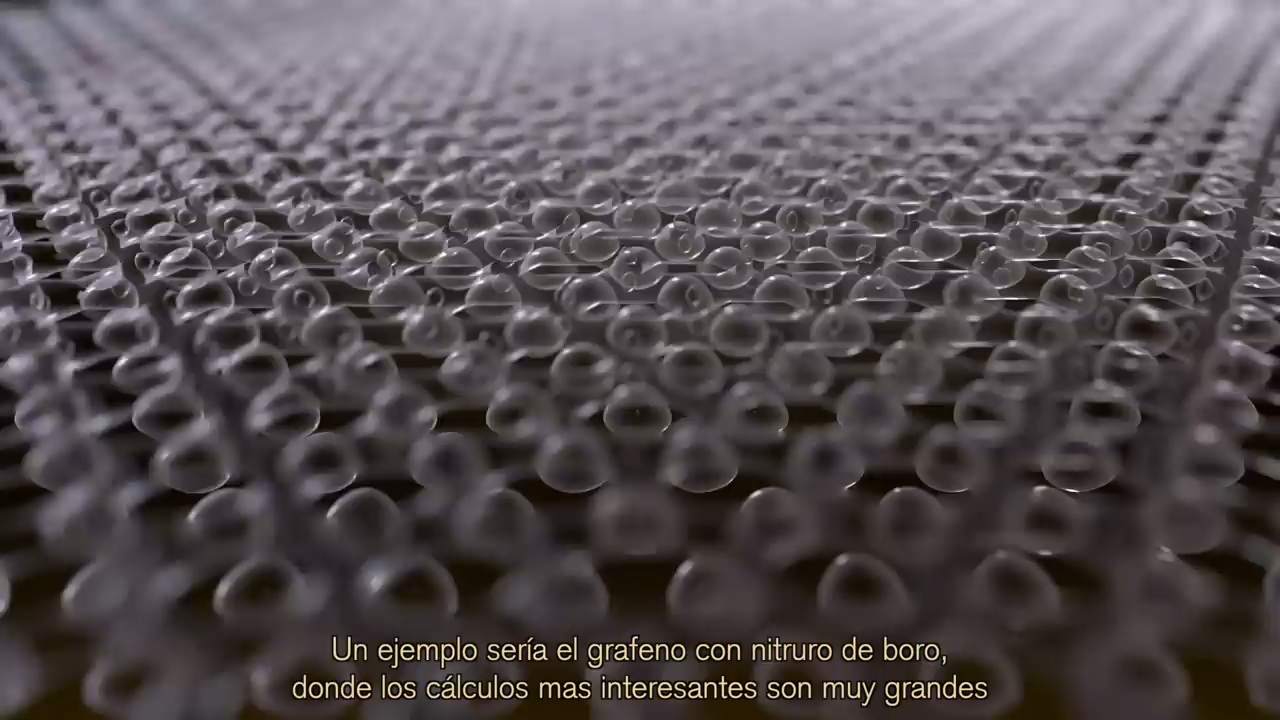 Un ejemplo sería el grafeno con nitruro de boro,
donde los cálculos mas interesantes son muy grandes